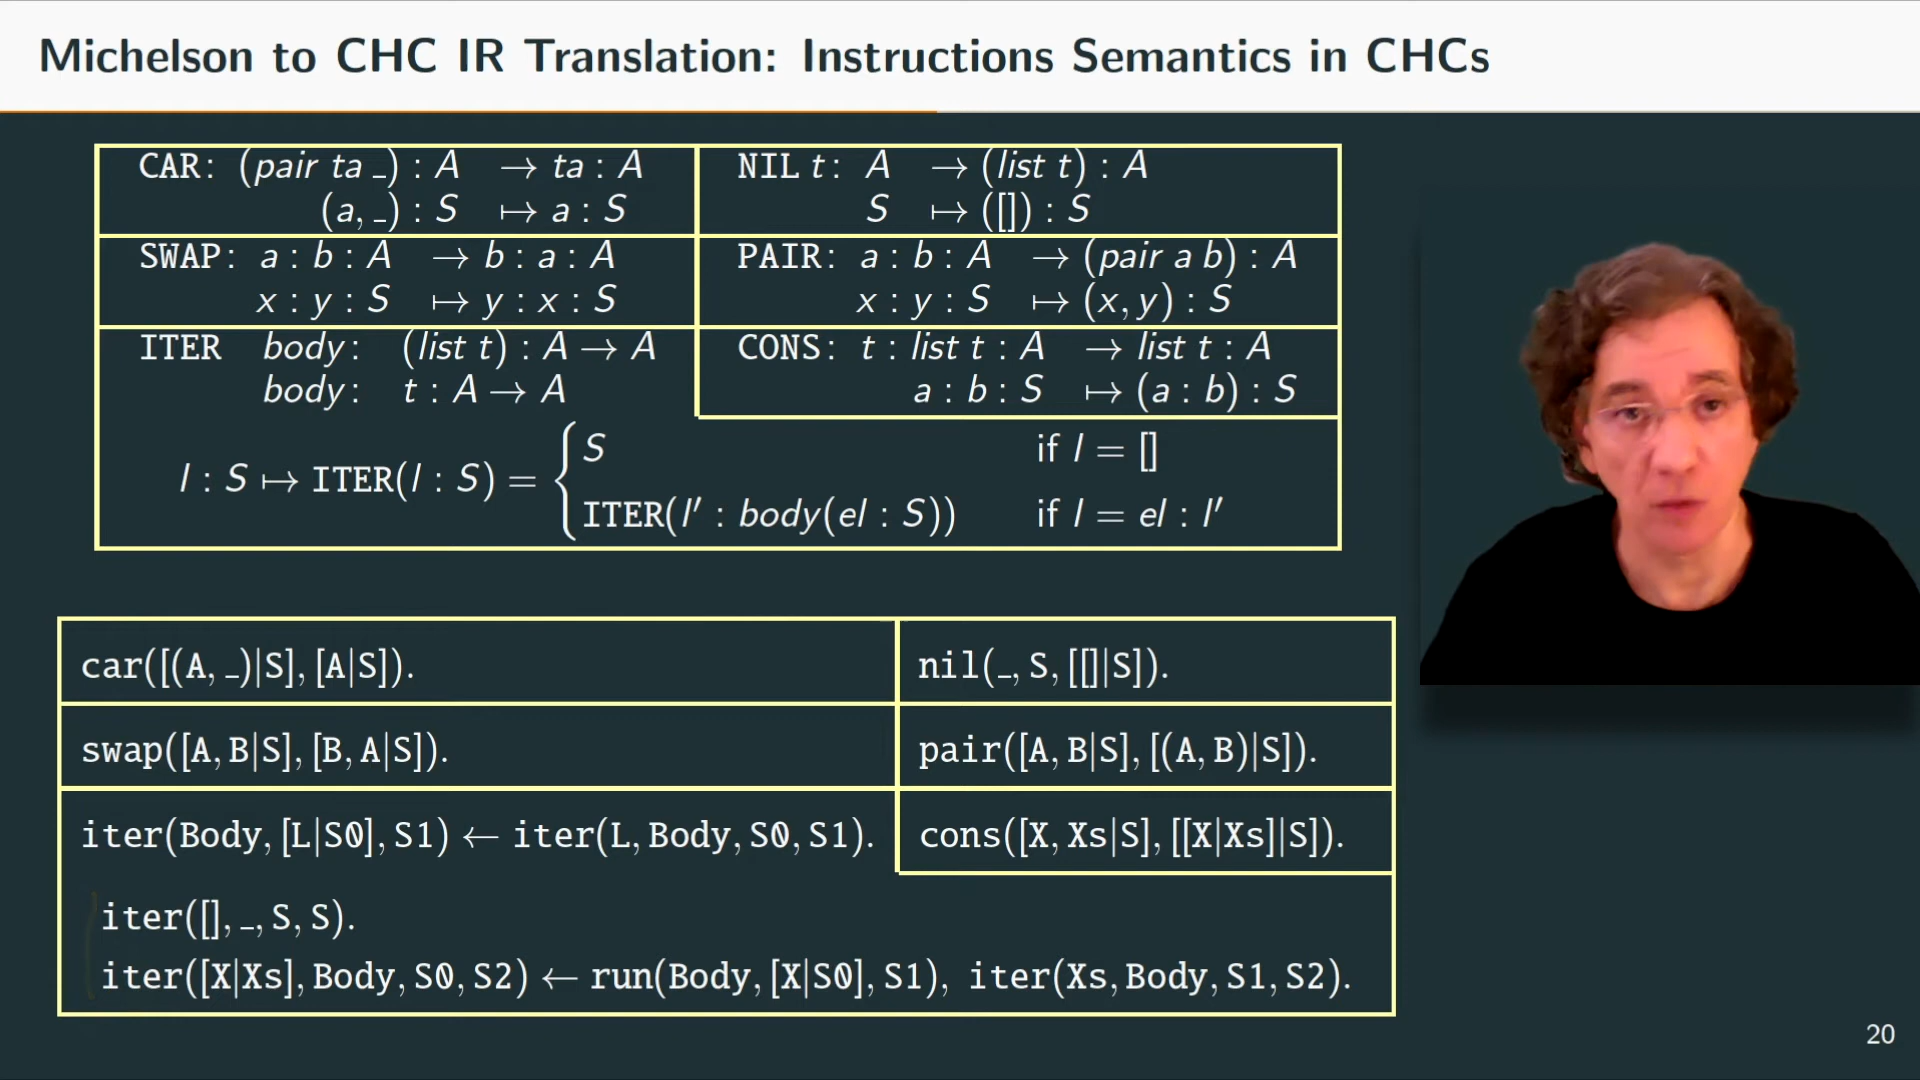 Michelson to CHC IR Translation: Instructions Semantics in CHCs
CAR: (pair ta _) : A → ta : A
(a, _) : S ↦ a : S
NIL t: A → (list t) : A
S ↦ ([]) : S
SWAP: a : b : A → b : a : A
x : y : S ↦ y : x : S
PAIR: a : b : A → (pair a b) : A
x : y : S ↦ (x, y) : S
ITER body: (list t) : A → A
body: t : A → A
CONS: t : list t : A → list t : A
a : b : S ↦ (a : b) : S
l : S ↦ ITER(l : S) = { S if l = []
ITER(l′ : body(el : S)) if l = el : l′
car([(A, _)|S], [A|S]).
nil(_, S, [[]|S]).
swap([A, B|S], [B, A|S]).
pair([A, B|S], [(A, B)|S]).
iter(Body, [L|S0], S1) ← iter(L, Body, S0, S1).
cons([X, Xs|S], [[X|Xs]|S]).
iter([], _, S, S).
iter([X|Xs], Body, S0, S2) ← run(Body, [X|S0], S1), iter(Xs, Body, S1, S2).
20